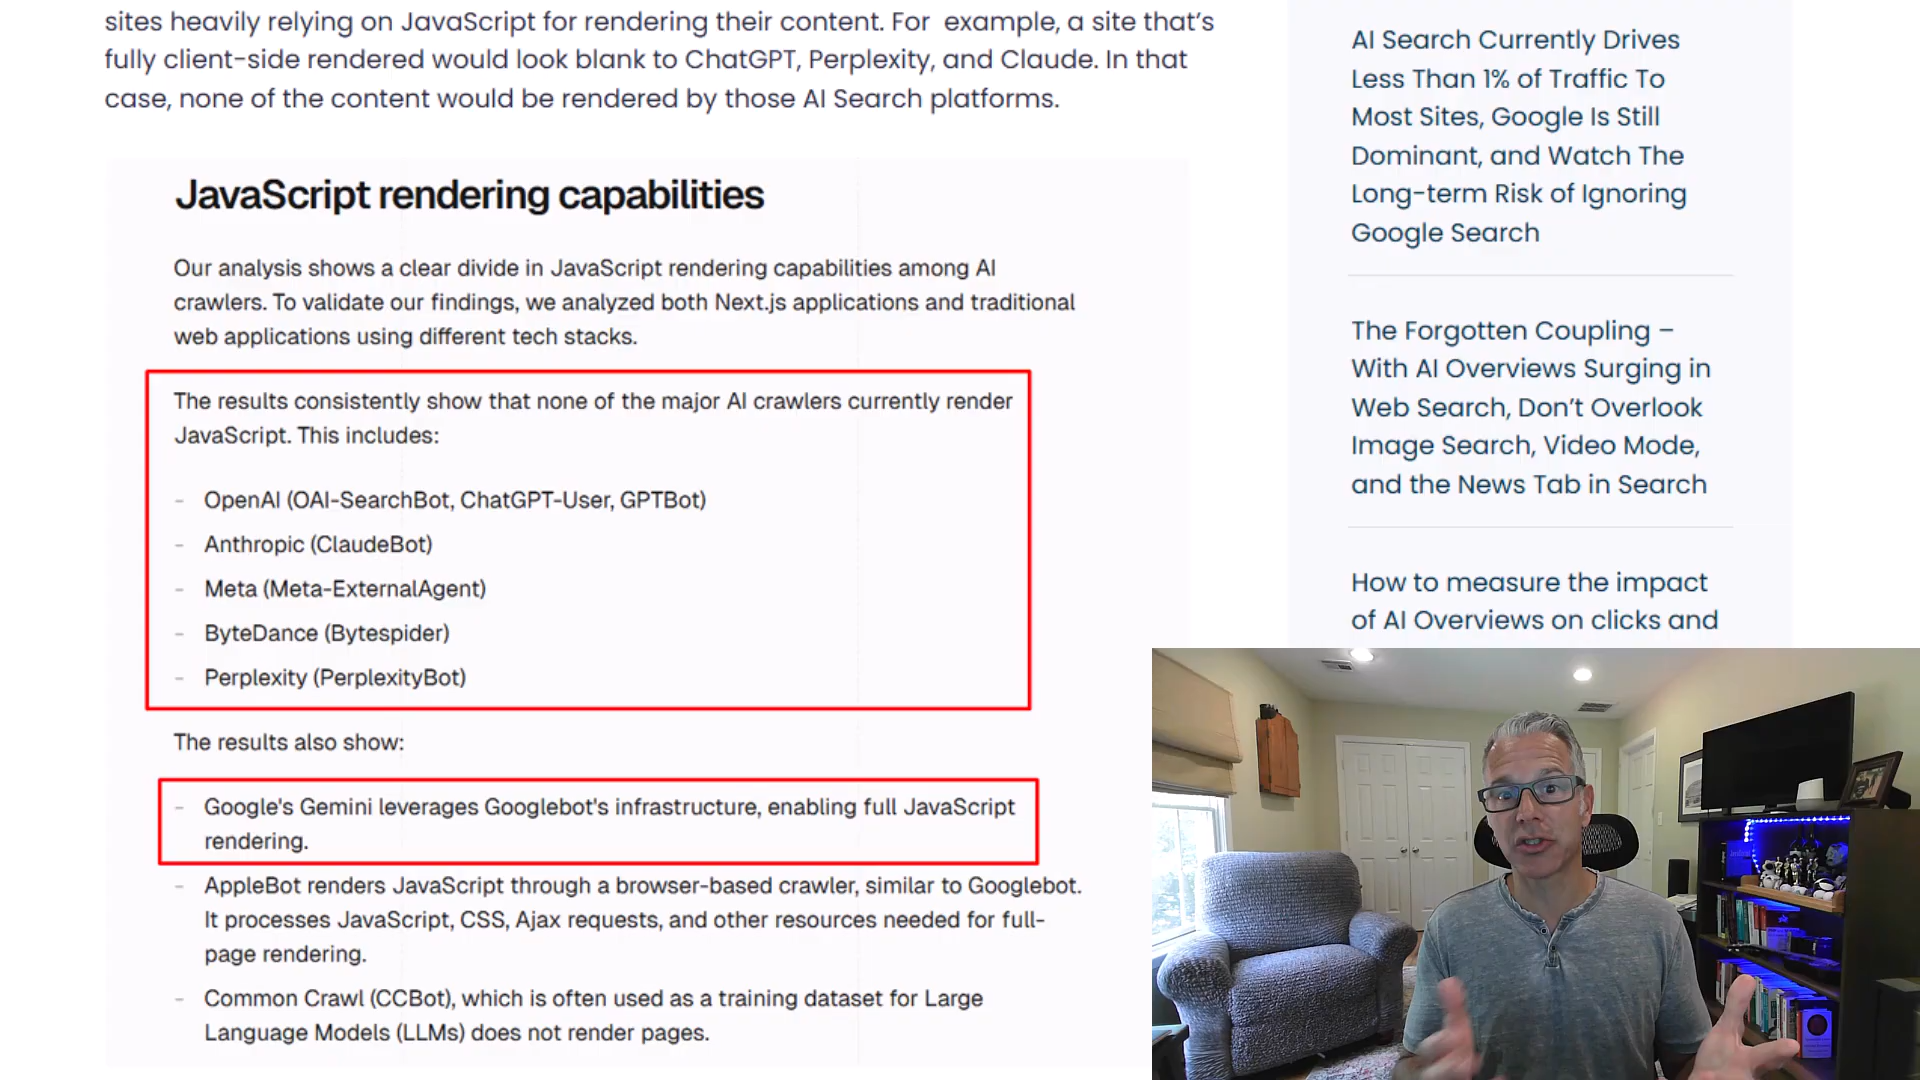 sites heavily relying on JavaScript for rendering their content. For  example, a site that’s
fully client-side rendered would look blank to ChatGPT, Perplexity, and Claude. In that
case, none of the content would be rendered by those AI Search platforms.
JavaScript rendering capabilities
Our analysis shows a clear divide in JavaScript rendering capabilities among AI
crawlers. To validate our findings, we analyzed both Next.js applications and traditional
web applications using different tech stacks.
The results consistently show that none of the major AI crawlers currently render
JavaScript. This includes:
- OpenAI (OAI-SearchBot, ChatGPT-User, GPTBot)
- Anthropic (ClaudeBot)
- Meta (Meta-ExternalAgent)
- ByteDance (Bytespider)
- Perplexity (PerplexityBot)
The results also show:
- Google's Gemini leverages Googlebot's infrastructure, enabling full JavaScript
rendering.
- AppleBot renders JavaScript through a browser-based crawler, similar to Googlebot.
It processes JavaScript, CSS, Ajax requests, and other resources needed for full-
page rendering.
- Common Crawl (CCBot), which is often used as a training dataset for Large
Language Models (LLMs) does not render pages.
AI Search Currently Drives
Less Than 1% of Traffic To
Most Sites, Google Is Still
Dominant, and Watch The
Long-term Risk of Ignoring
Google Search
The Forgotten Coupling –
With AI Overviews Surging in
Web Search, Don’t Overlook
Image Search, Video Mode,
and the News Tab in Search
How to measure the impact
of AI Overviews on clicks and